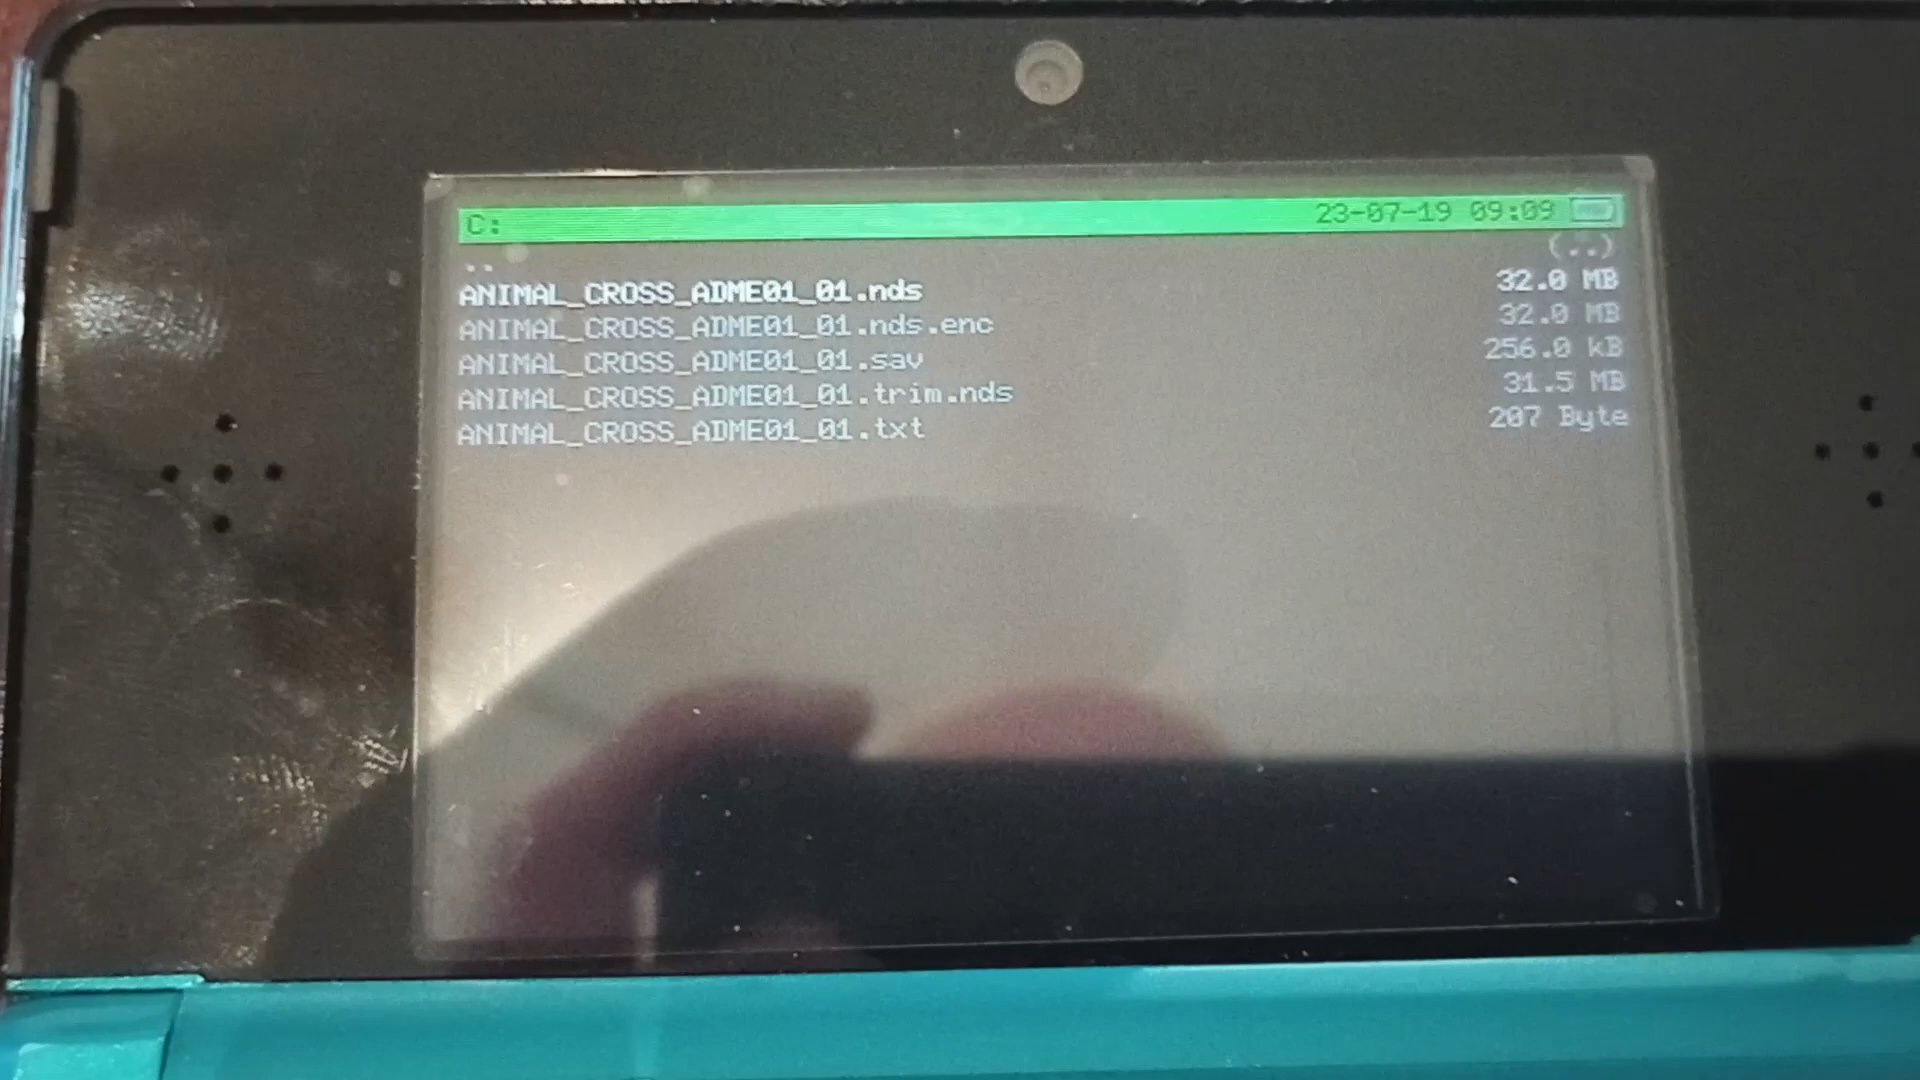 C: 23-07-19 09:09
.. (..)
ANIMAL_CROSS_ADME01_01.nds 32.0 MB
ANIMAL_CROSS_ADME01_01.nds.enc 32.0 MB
ANIMAL_CROSS_ADME01_01.sav 256.0 kB
ANIMAL_CROSS_ADME01_01.trim.nds 31.5 MB
ANIMAL_CROSS_ADME01_01.txt 207 Byte